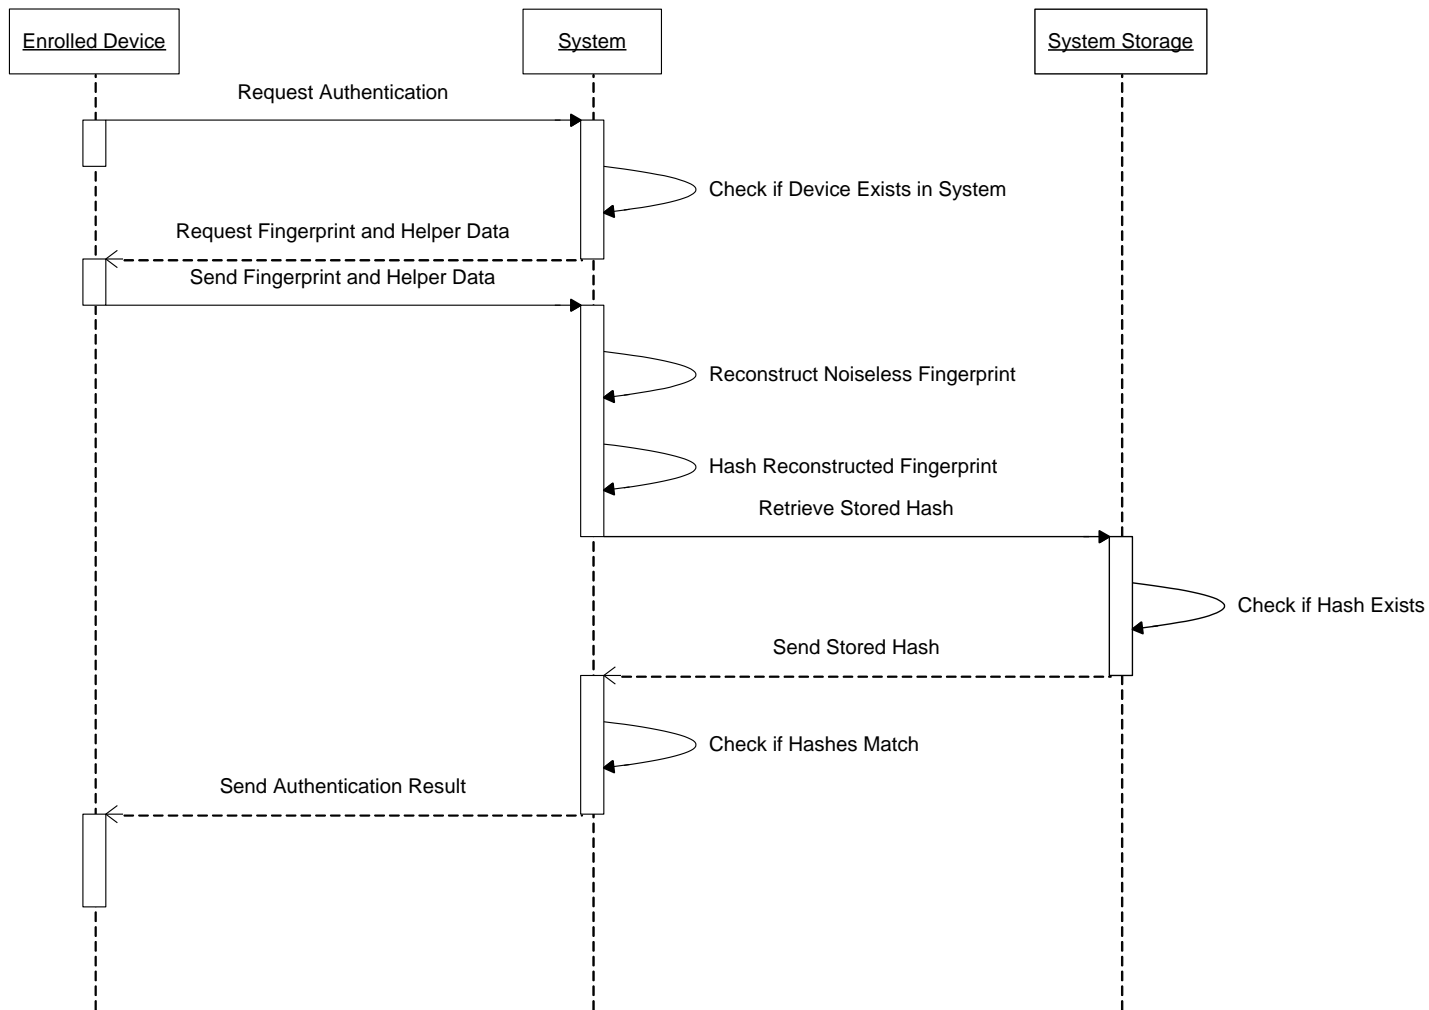 Enrolled Device
System
System Storage
Request Authentication
Check if Device Exists in System
Request Fingerprint and Helper Data
Send Fingerprint and Helper Data
Reconstruct Noiseless Fingerprint
Hash Reconstructed Fingerprint
Retrieve Stored Hash
Check if Hash Exists
Send Stored Hash
Check if Hashes Match
Send Authentication Result